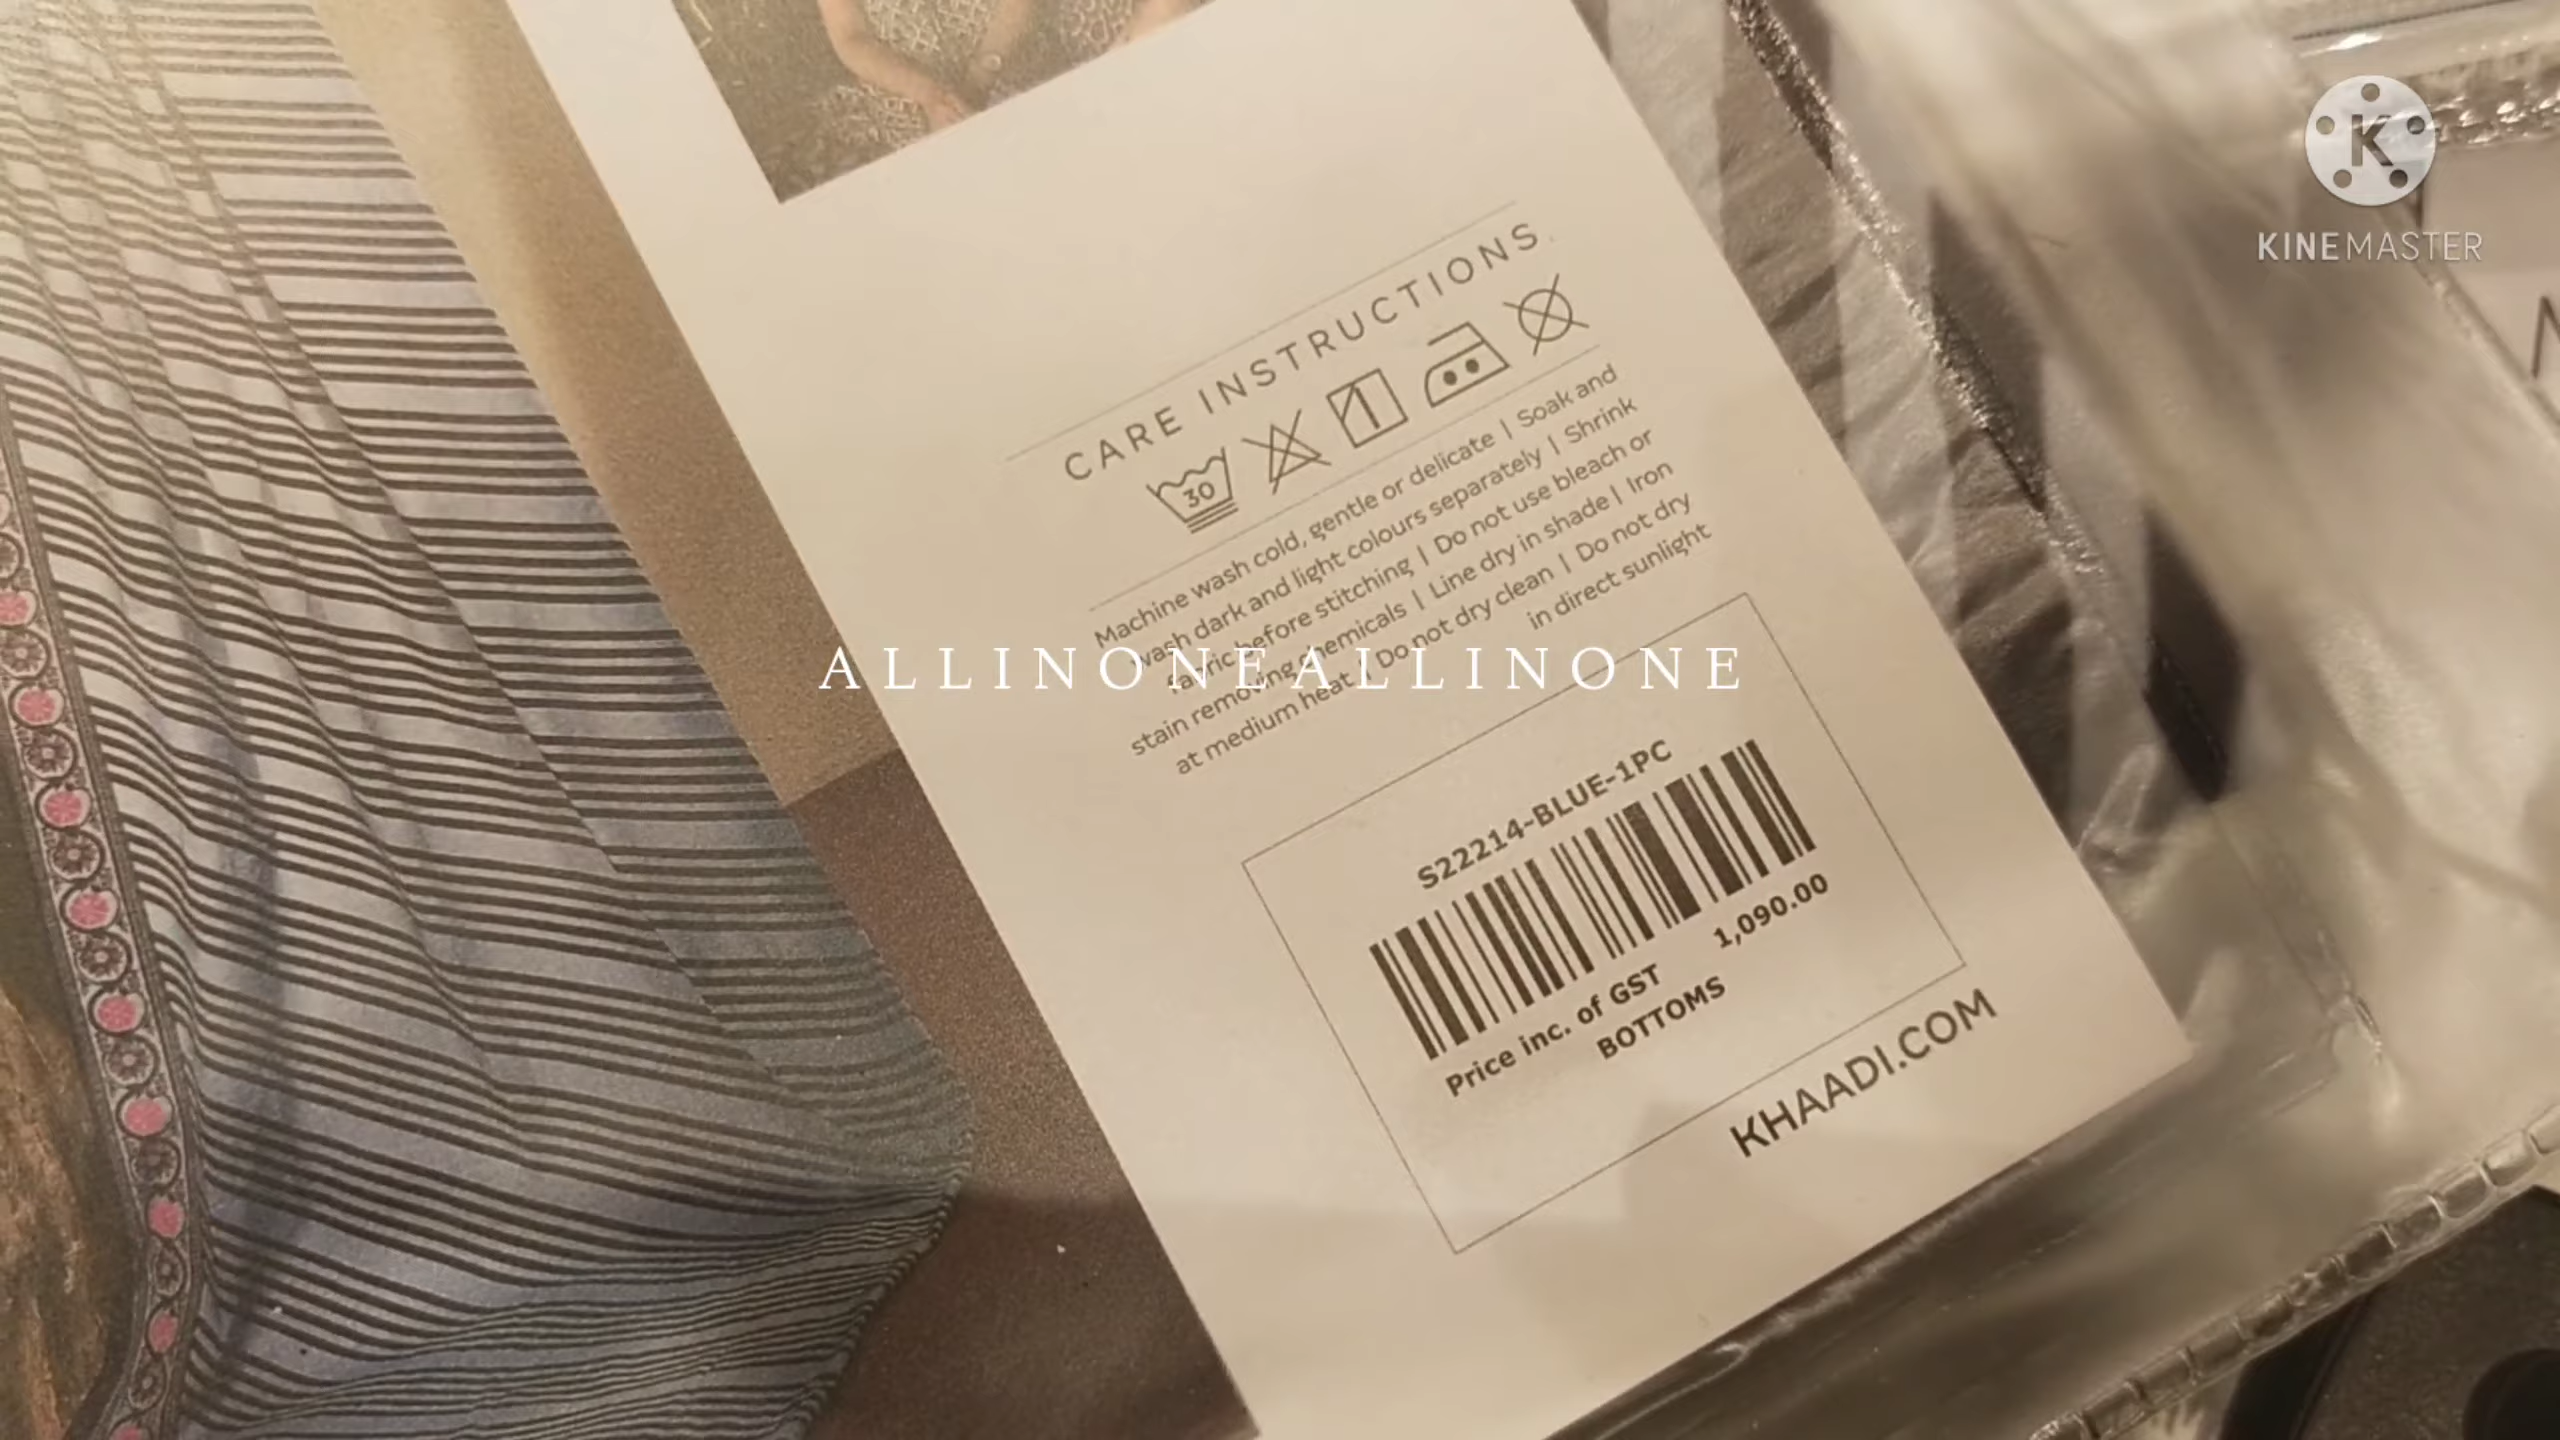 KINEMASTER
CARE INSTRUCTIONS
30
Machine wash cold, gentle or delicate | Soak and
wash dark and light colours separately | Shrink
fabric before stitching | Do not use bleach or
stain removing chemicals | Line dry in shade | Iron
at medium heat | Do not dry clean | Do not dry
in direct sunlight
ALLINONEALLINONE
S22214-BLUE-1PC
1,090.00
Price inc. of GST
BOTTOMS
KHAADI.COM